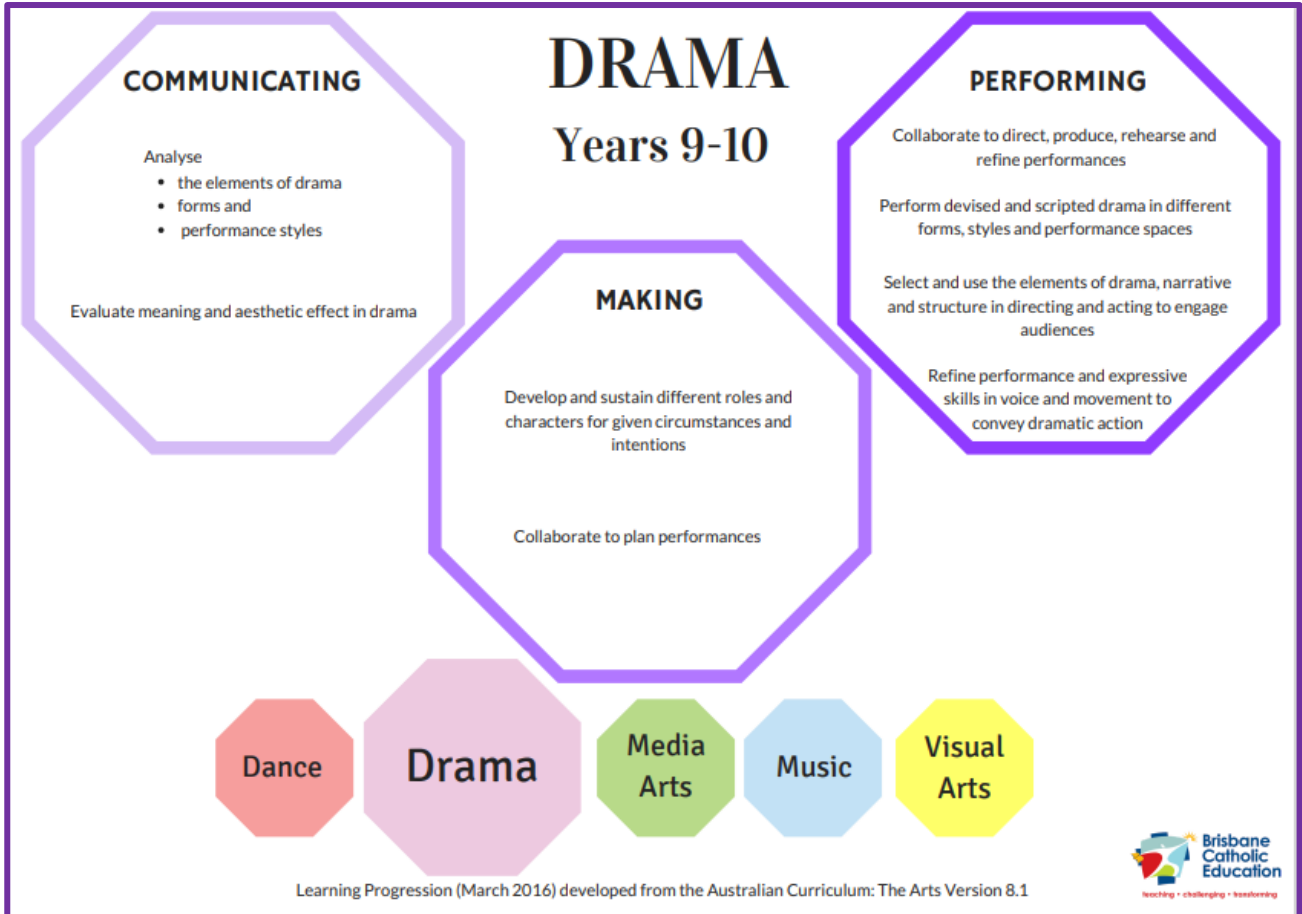 DRAMA
Years 9-10
COMMUNICATING
Analyse
• the elements of drama
• forms and
• performance styles
Evaluate meaning and aesthetic effect in drama
MAKING
Develop and sustain different roles and
characters for given circumstances and
intentions
Collaborate to plan performances
PERFORMING
Collaborate to direct, produce, rehearse and
refine performances
Perform devised and scripted drama in different
forms, styles and performance spaces
Select and use the elements of drama, narrative
and structure in directing and acting to engage
audiences
Refine performance and expressive
skills in voice and movement to
convey dramatic action
Dance
Drama
Media
Arts
Music
Visual
Arts
Brisbane
Catholic
Education
teaching • challenging • transforming
Learning Progression (March 2016) developed from the Australian Curriculum: The Arts Version 8.1